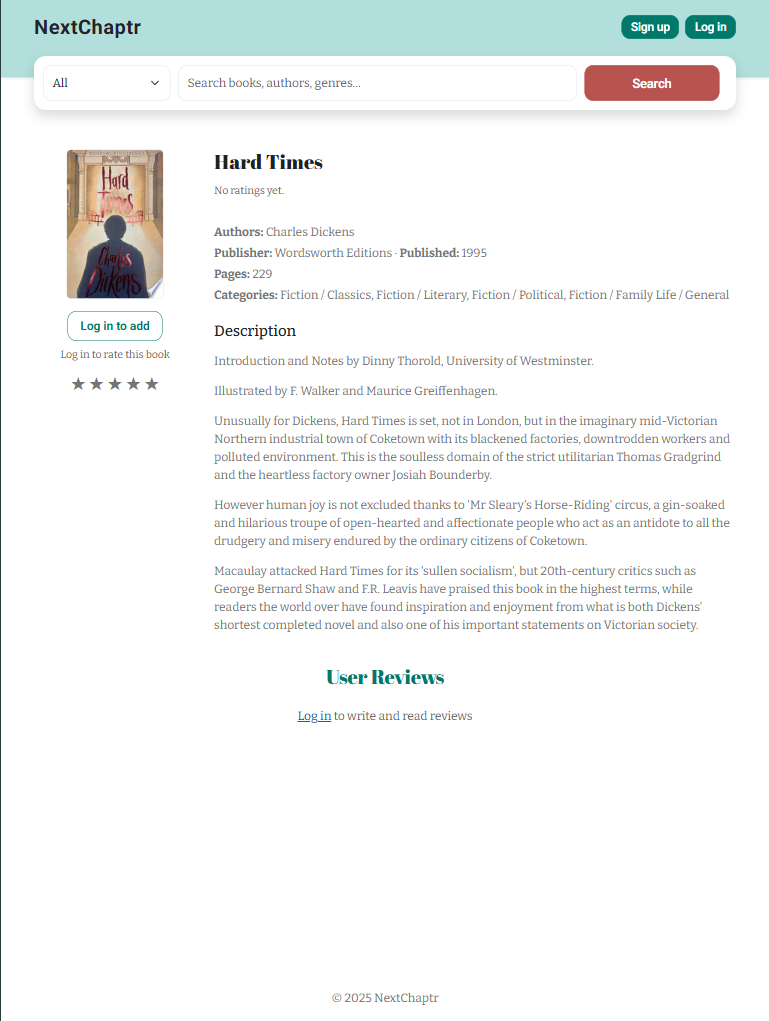 NextChaptr
Sign up
Log in
All
Search books, authors, genres...
Search
WORDSWORTH CLASSICS
Hard
Times
Charles
Dickens
Log in to add
Log in to rate this book
★ ★ ★ ★ ★
Hard Times
No ratings yet.
Authors: Charles Dickens
Publisher: Wordsworth Editions · Published: 1995
Pages: 229
Categories: Fiction / Classics, Fiction / Literary, Fiction / Political, Fiction / Family Life / General
Description
Introduction and Notes by Dinny Thorold, University of Westminster.
Illustrated by F. Walker and Maurice Greiffenhagen.
Unusually for Dickens, Hard Times is set, not in London, but in the imaginary mid-Victorian
Northern industrial town of Coketown with its blackened factories, downtrodden workers and
polluted environment. This is the soulless domain of the strict utilitarian Thomas Gradgrind
and the heartless factory owner Josiah Bounderby.
However human joy is not excluded thanks to 'Mr Sleary's Horse-Riding' circus, a gin-soaked
and hilarious troupe of open-hearted and affectionate people who act as an antidote to all the
drudgery and misery endured by the ordinary citizens of Coketown.
Macaulay attacked Hard Times for its 'sullen socialism', but 20th-century critics such as
George Bernard Shaw and F.R. Leavis have praised this book in the highest terms, while
readers the world over have found inspiration and enjoyment from what is both Dickens'
shortest completed novel and also one of his important statements on Victorian society.
User Reviews
Log in to write and read reviews
© 2025 NextChaptr